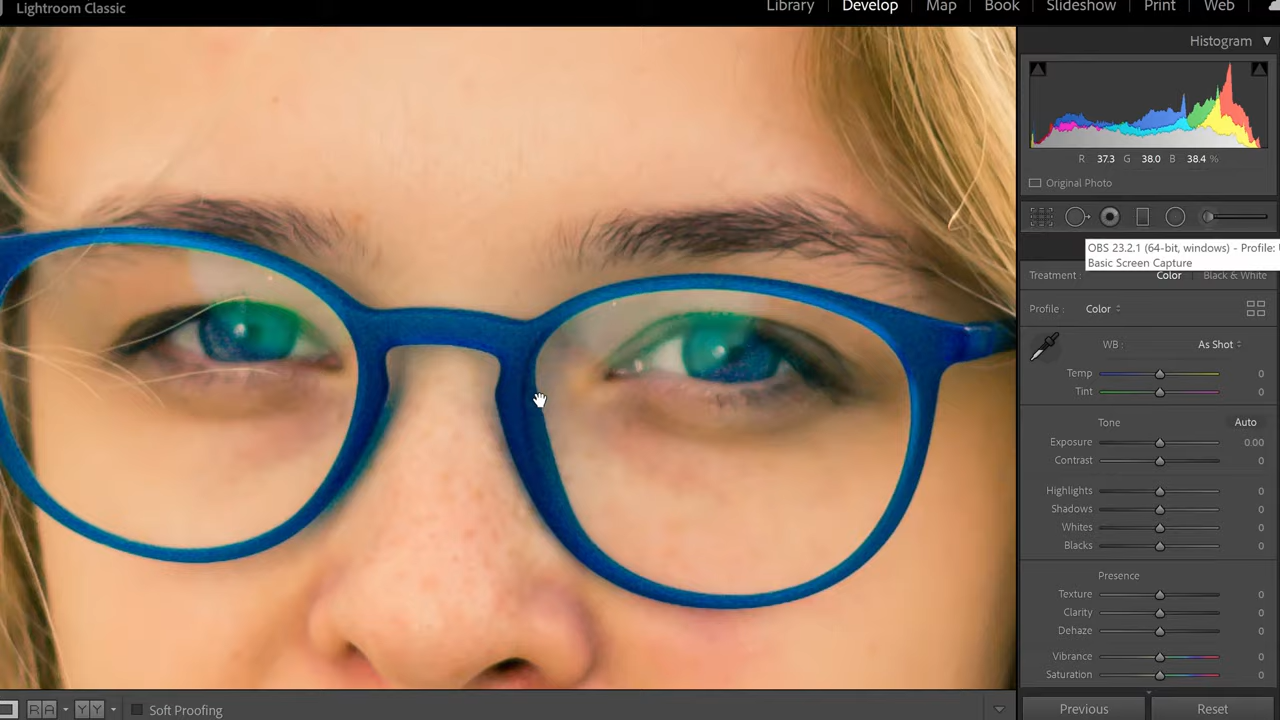 Lightroom Classic
Library Develop Map Book Slideshow Print Web
Histogram
R 37.3 G 38.0 B 38.4 %
Original Photo
OBS 23.2.1 (64-bit, windows) - Profile:
Basic Screen Capture
Treatment: Color Black & White
Profile: Color
WB: As Shot
Temp 0
Tint 0
Tone Auto
Exposure 0.00
Contrast 0
Highlights 0
Shadows 0
Whites 0
Blacks 0
Presence
Texture 0
Clarity 0
Dehaze 0
Vibrance 0
Saturation 0
RA YY Soft Proofing
Previous Reset